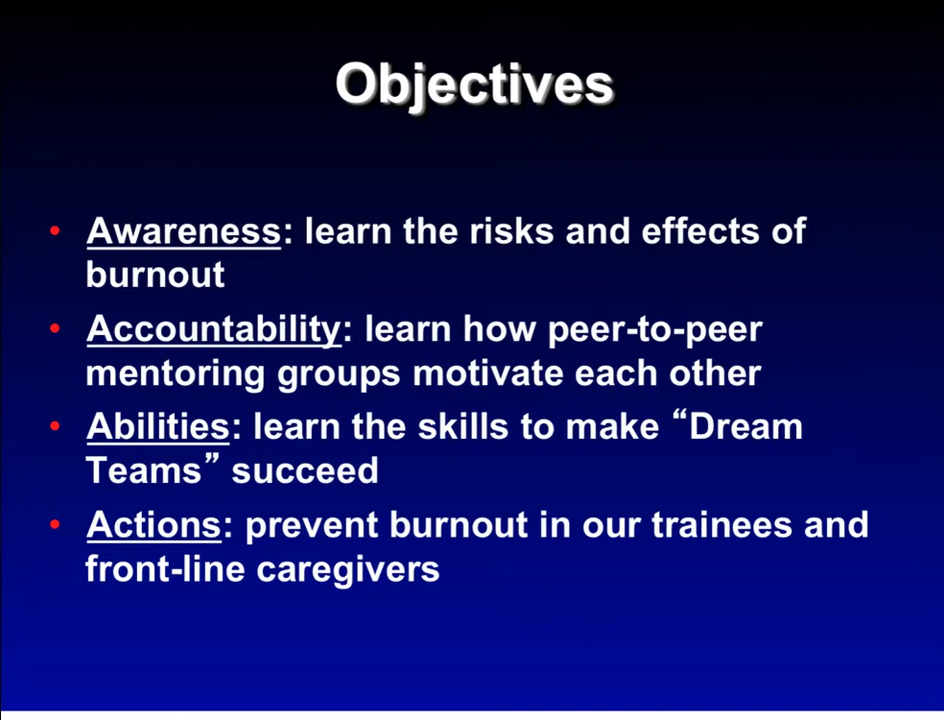 Objectives
• Awareness: learn the risks and effects of
burnout
• Accountability: learn how peer-to-peer
mentoring groups motivate each other
• Abilities: learn the skills to make “Dream
Teams” succeed
• Actions: prevent burnout in our trainees and
front-line caregivers